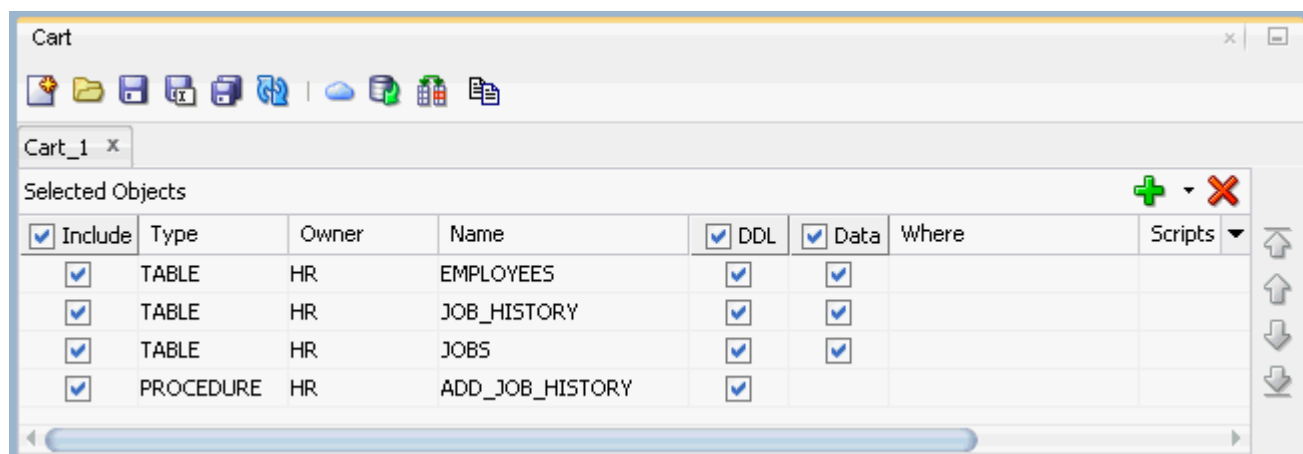 Cart
Cart_1 x
Selected Objects
Include Type Owner Name DDL Data Where Scripts
TABLE HR EMPLOYEES
TABLE HR JOB_HISTORY
TABLE HR JOBS
PROCEDURE HR ADD_JOB_HISTORY